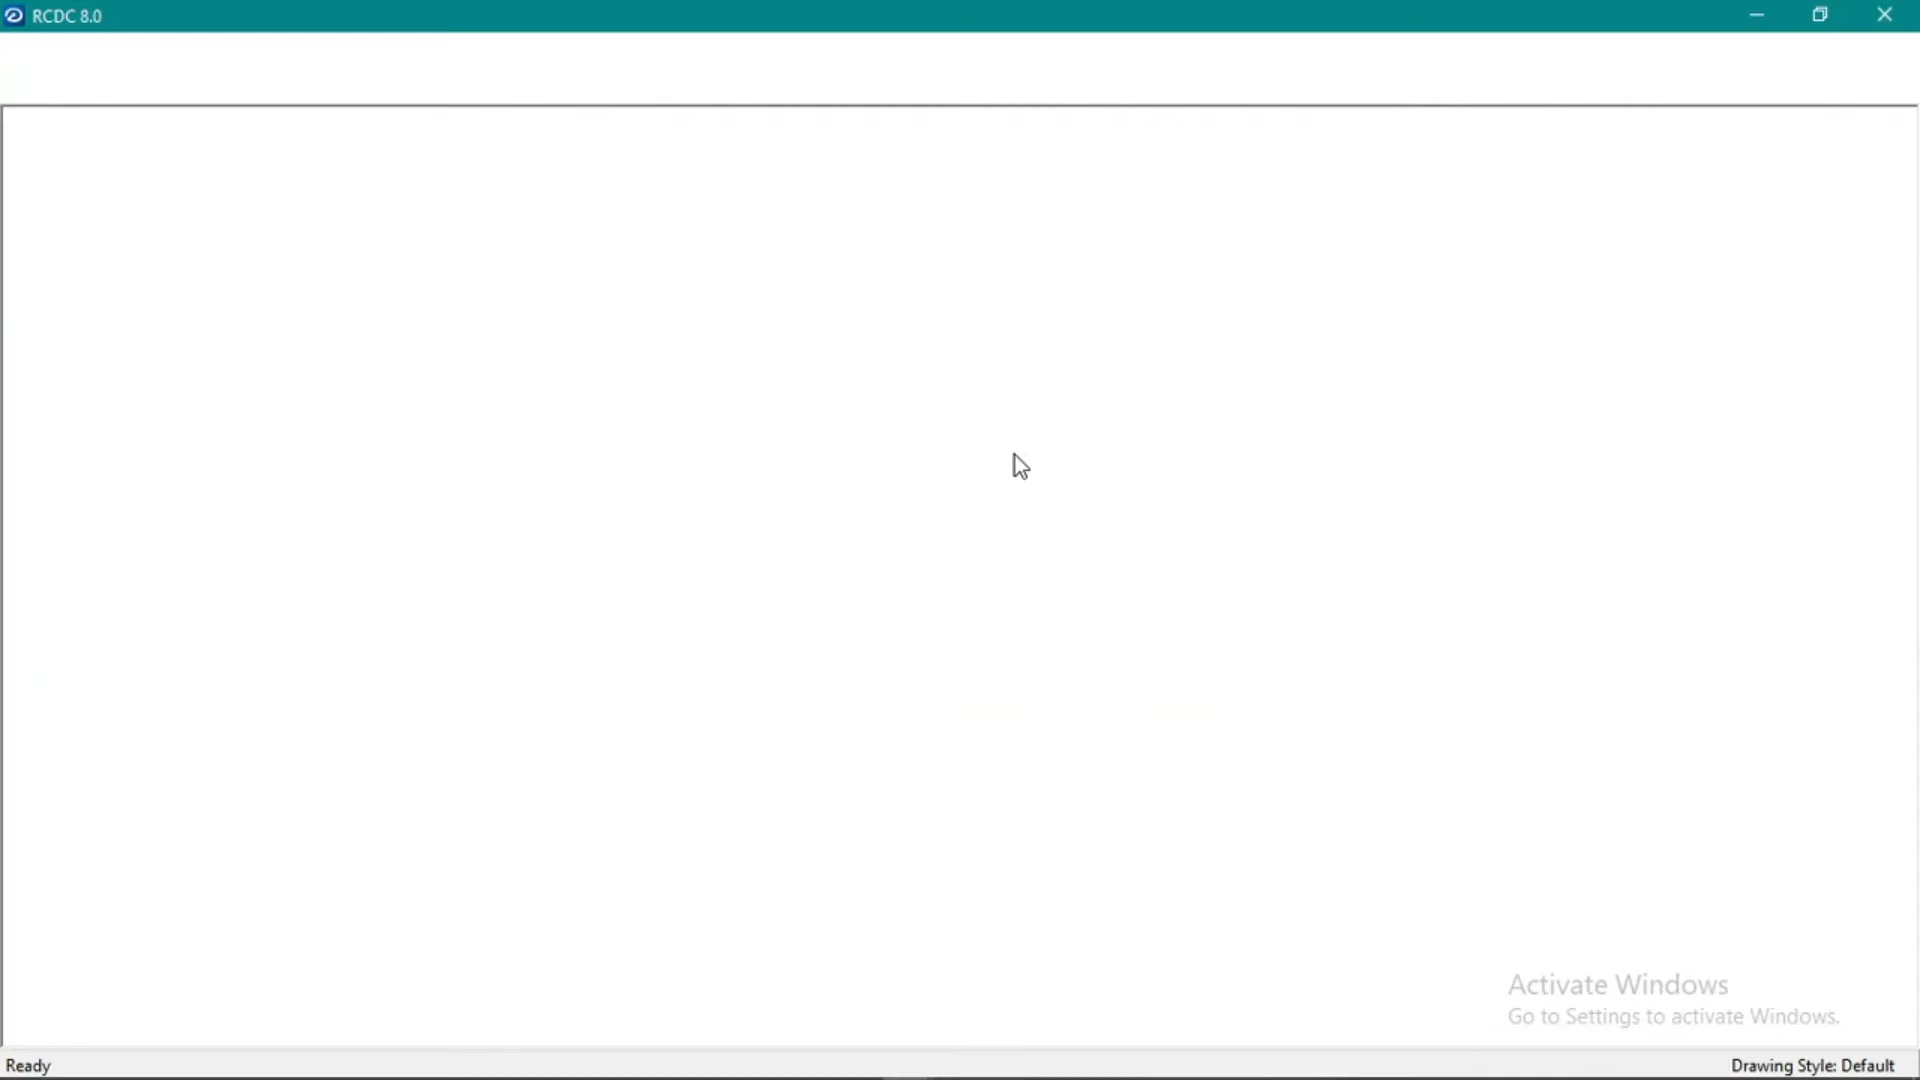 RCDC 8.0
Activate Windows
Go to Settings to activate Windows.
Ready
Drawing Style: Default